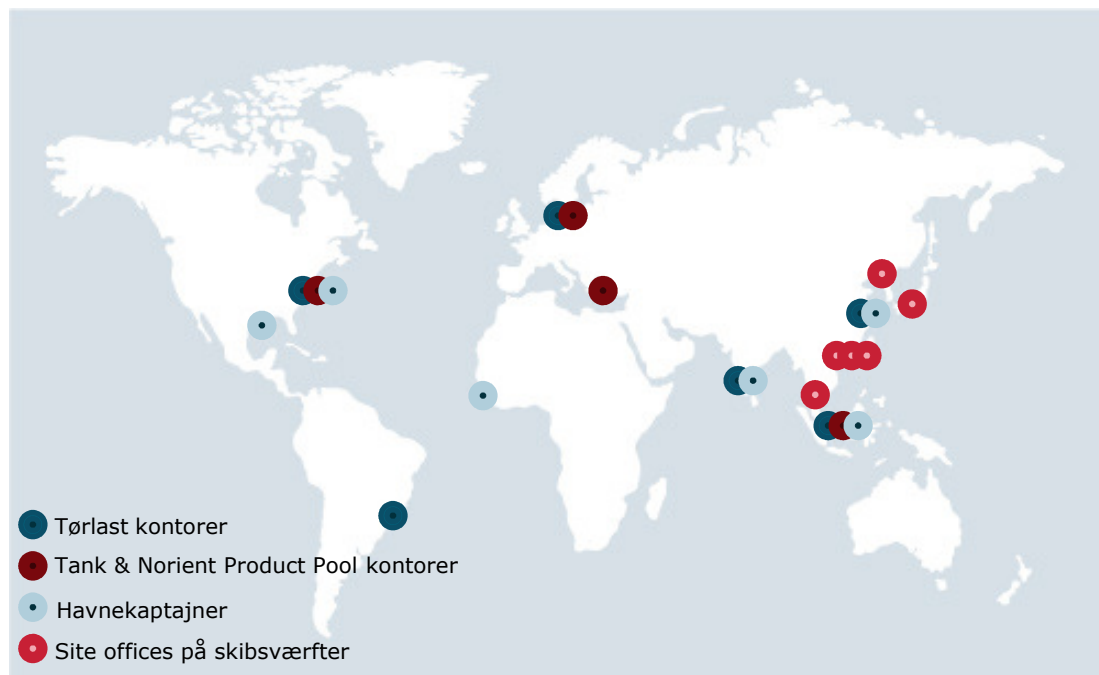 Tørlast kontorer
Tank & Norient Product Pool kontorer
Havnekaptajner
Site offices på skibsværfter